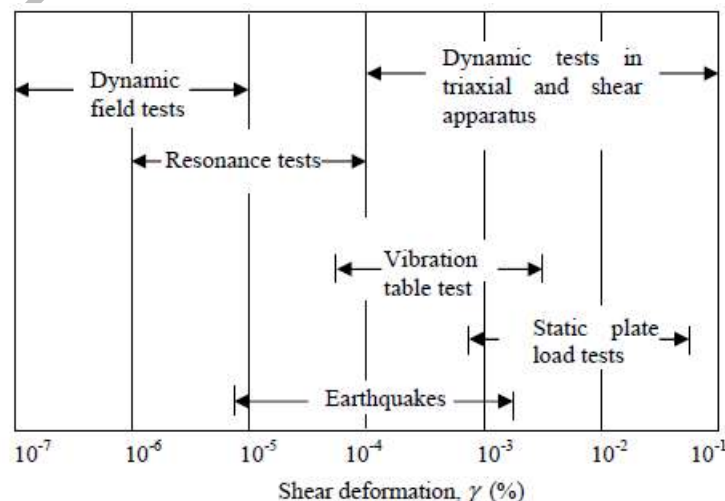 Dynamic
field tests
Dynamic tests in
triaxial and shear
apparatus
Resonance tests
Vibration
table test
Static plate
load tests
Earthquakes
10⁻⁷ 10⁻⁶ 10⁻⁵ 10⁻⁴ 10⁻³ 10⁻² 10⁻¹
Shear deformation, γ (%)